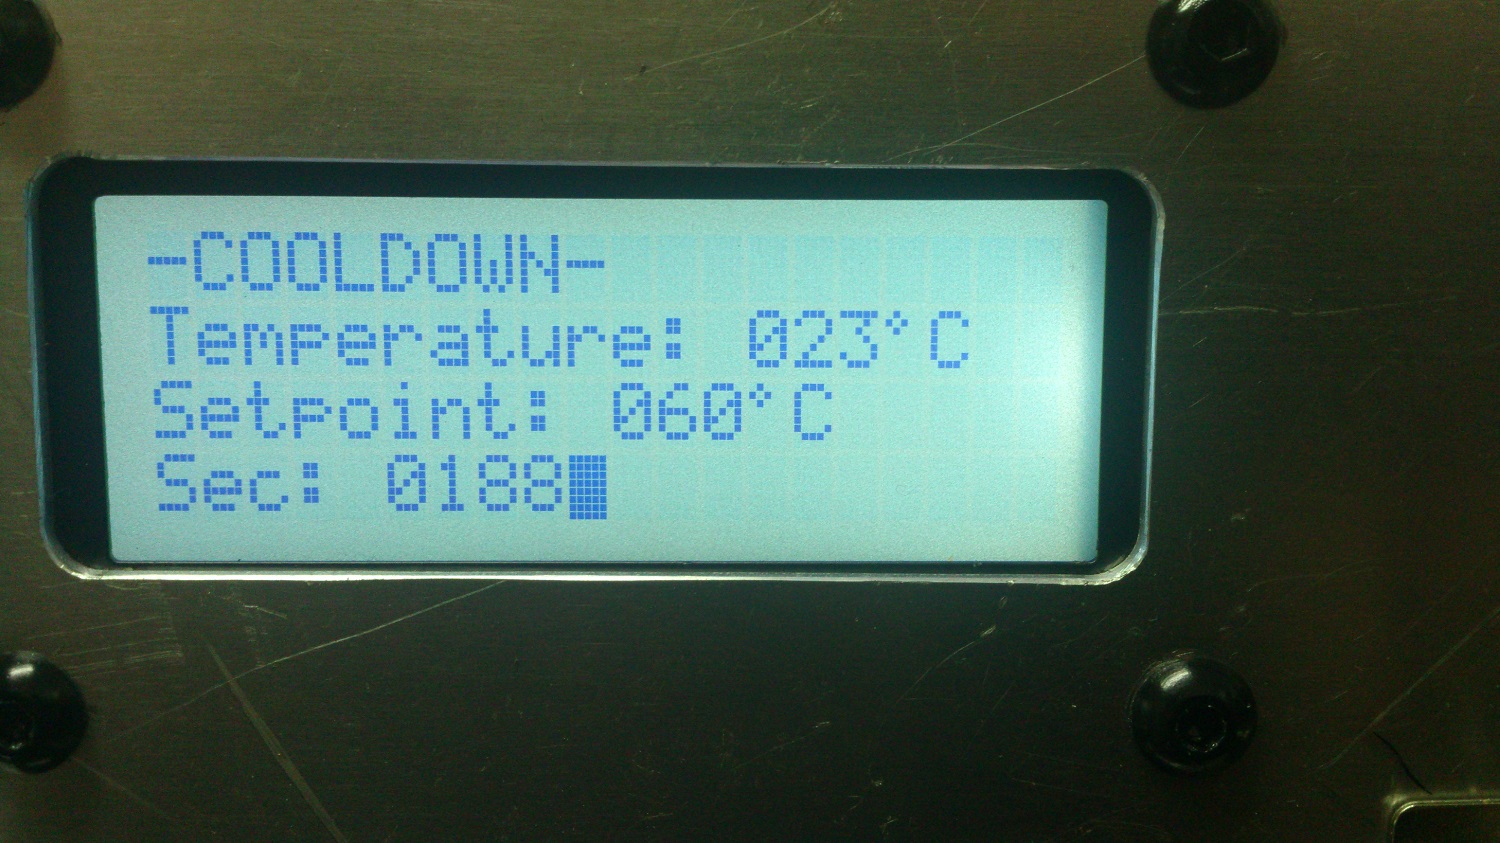 -COOLDOWN-
Temperature: 023°C
Setpoint: 060°C
Sec: 0188